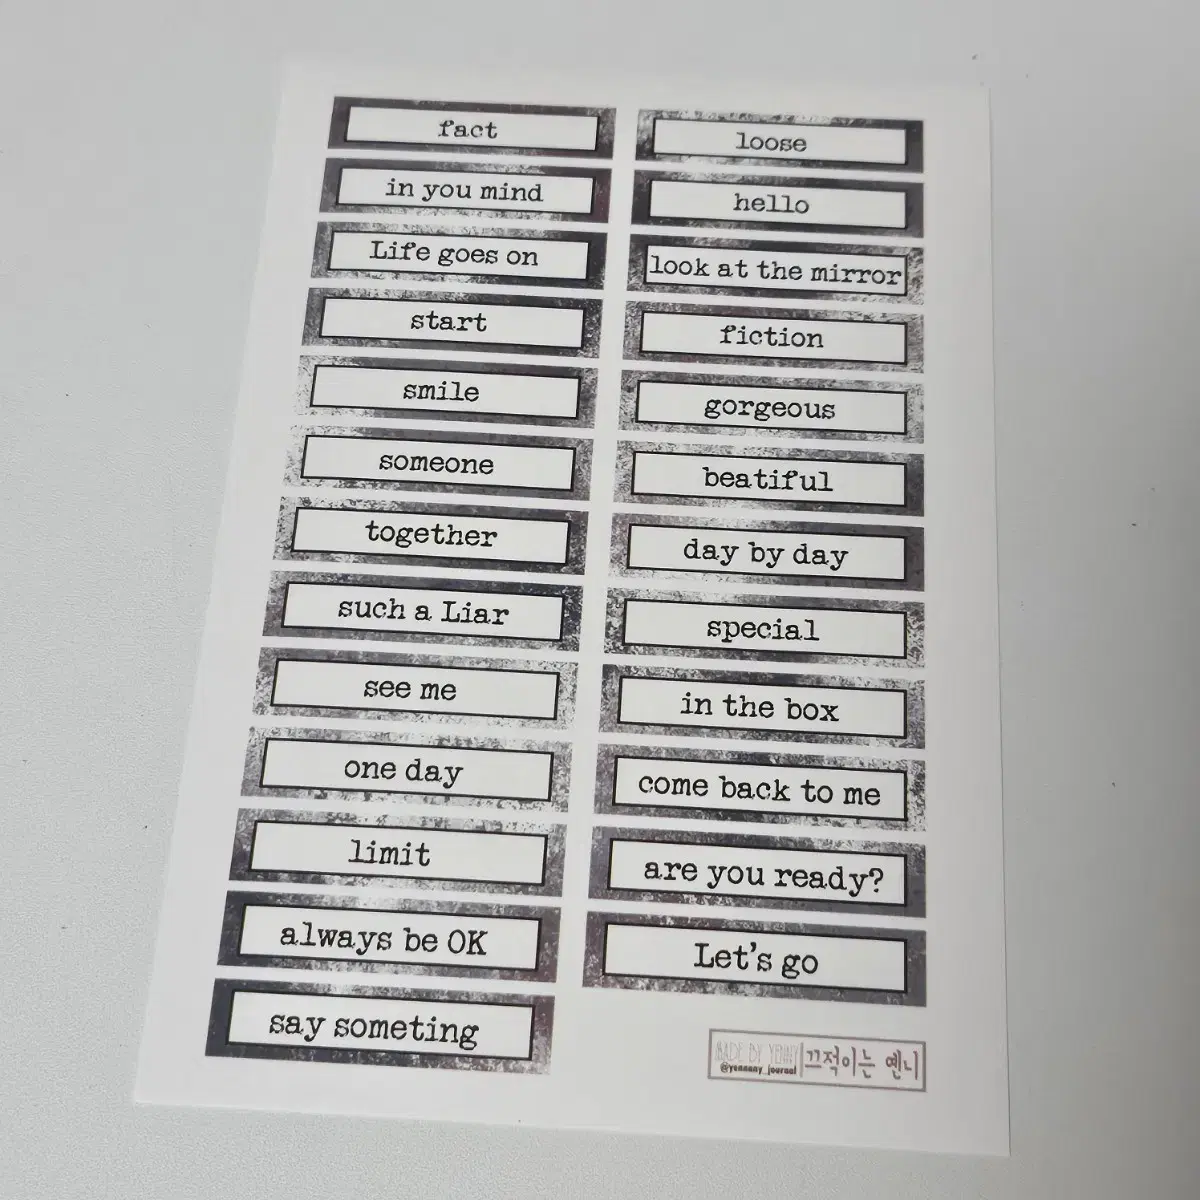 fact
in you mind
Life goes on
start
smile
someone
together
such a Liar
see me
one day
limit
always be OK
say someting
loose
hello
look at the mirror
fiction
gorgeous
beatiful
day by day
special
in the box
come back to me
are you ready?
Let's go
MADE BY YENNY
끄적이는 옌니